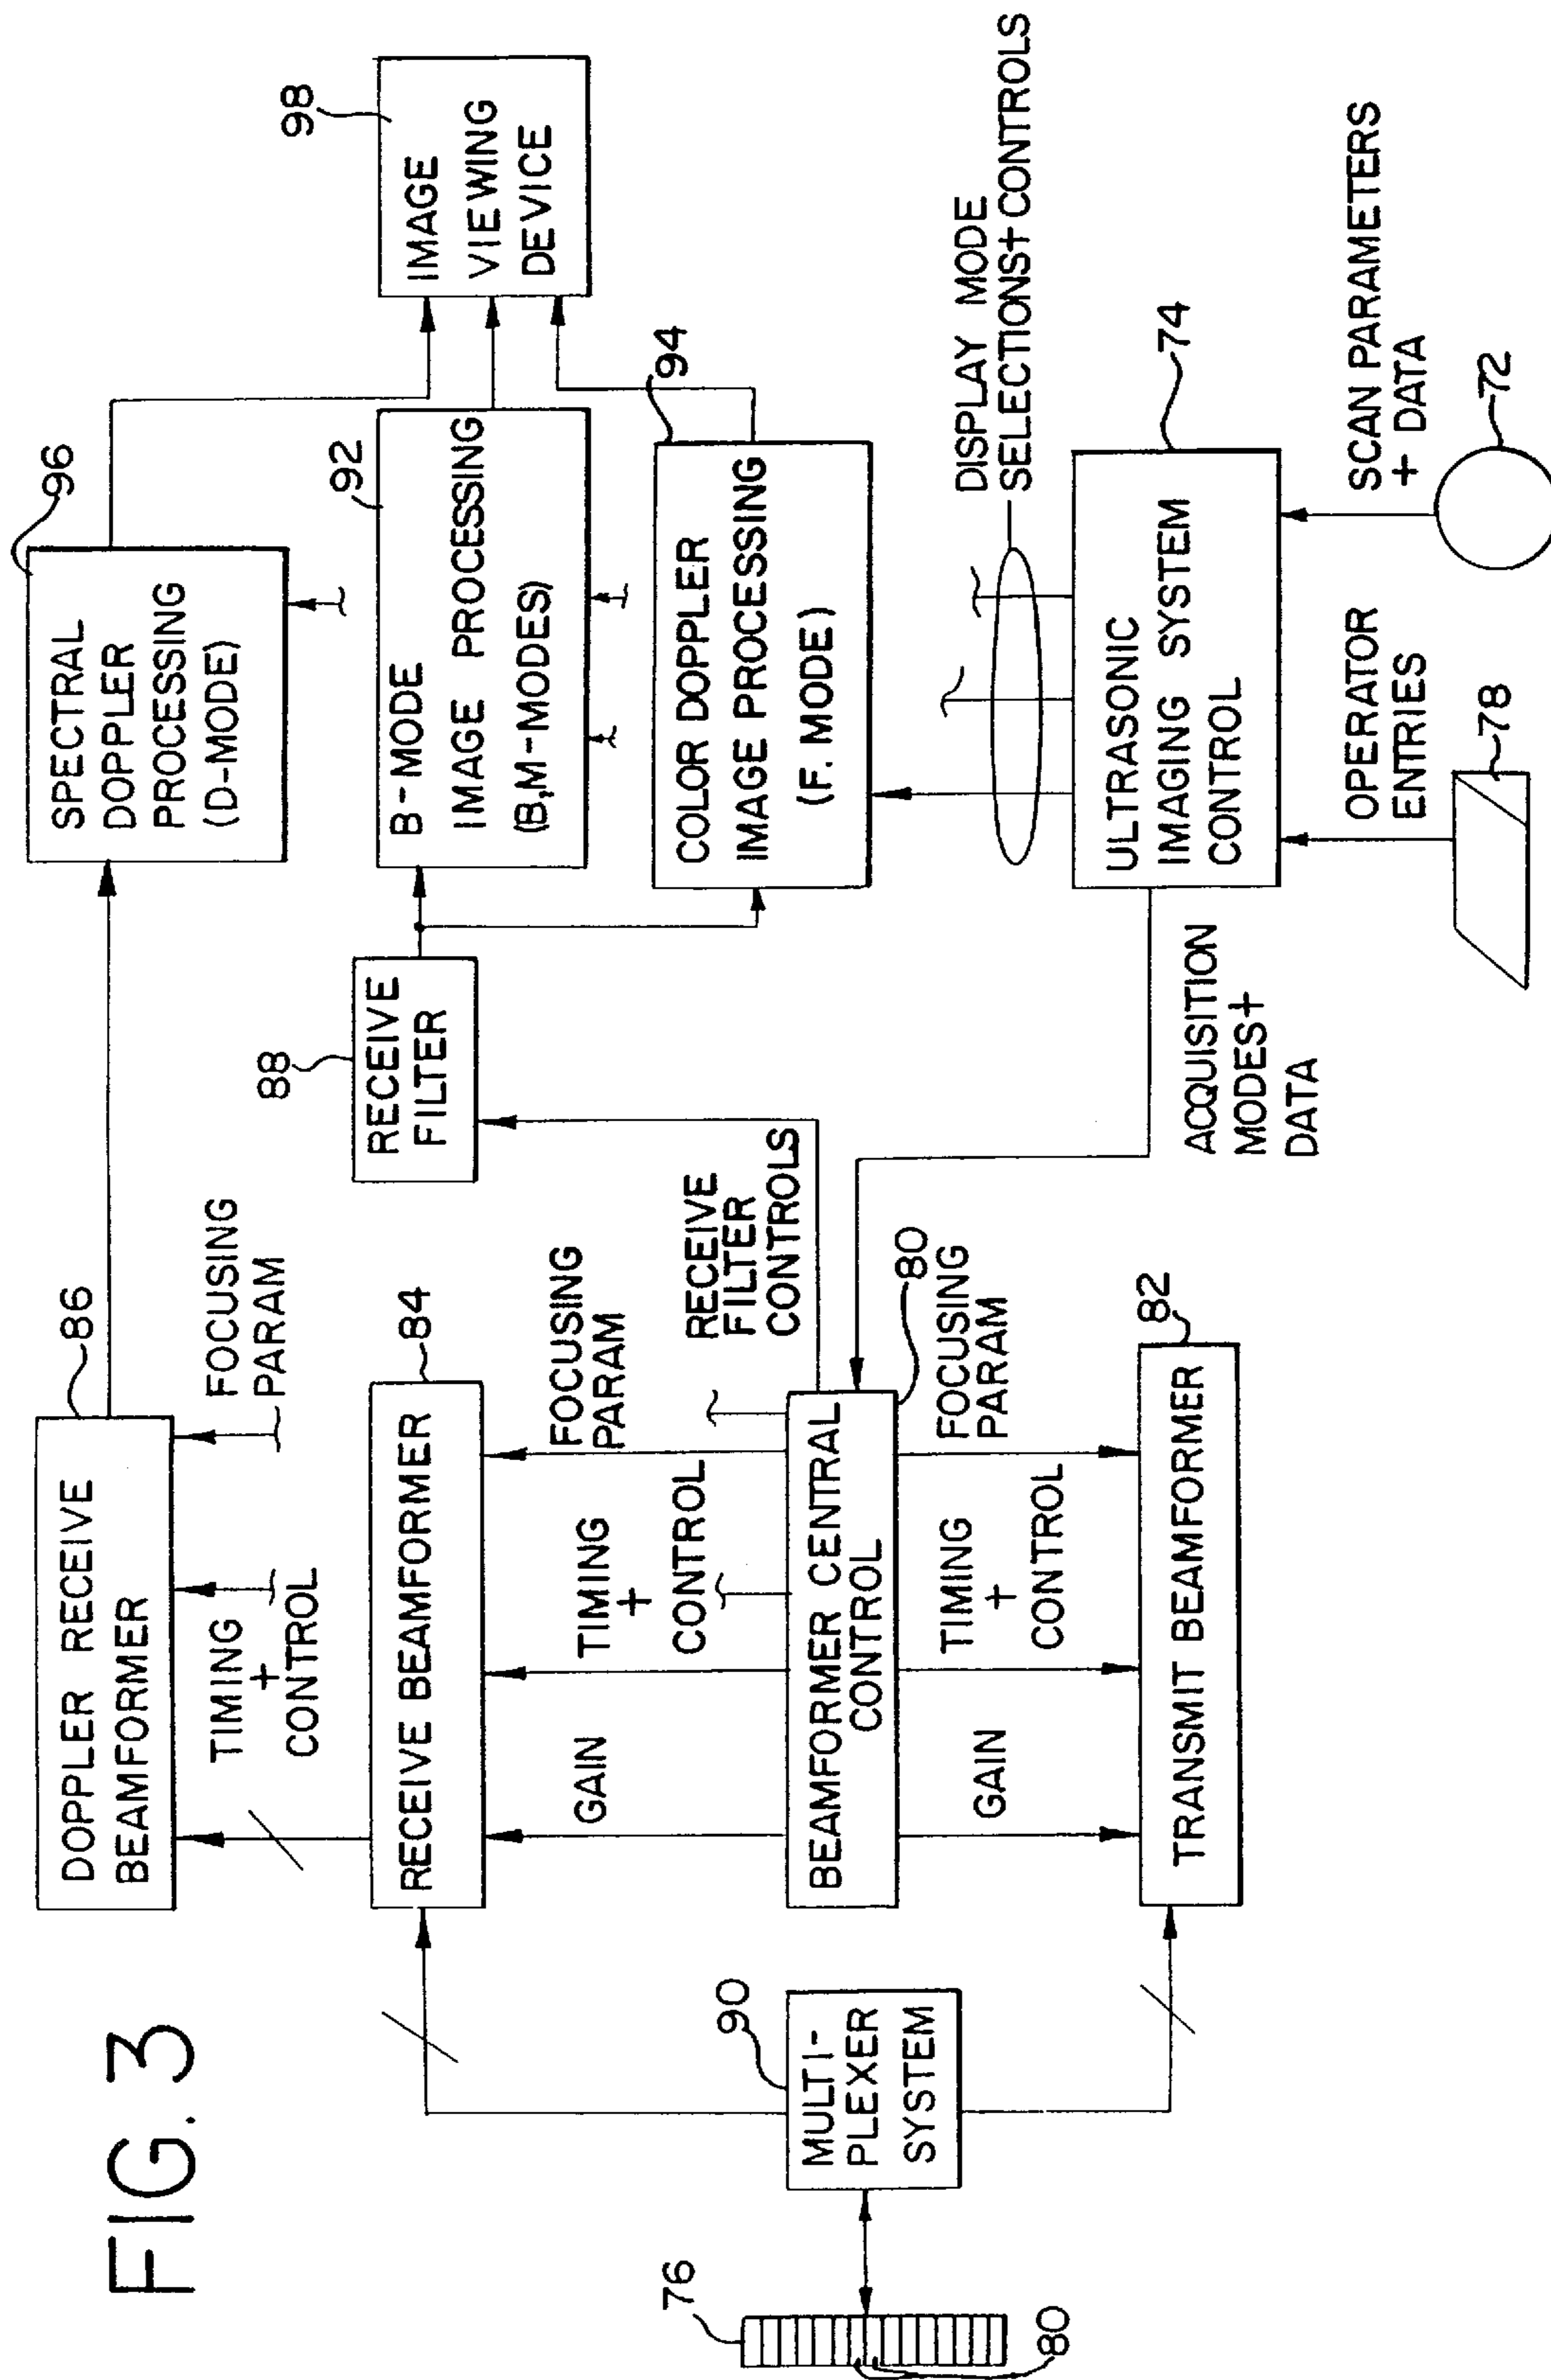 FIG. 3
86
DOPPLER RECEIVE
BEAMFORMER
FOCUSING
PARAM
TIMING
+
CONTROL
96
SPECTRAL
DOPPLER
PROCESSING
(D-MODE)
84
RECEIVE BEAMFORMER
88
RECEIVE
FILTER
92
B-MODE
IMAGE PROCESSING
(B,M-MODES)
98
IMAGE
VIEWING
DEVICE
GAIN
TIMING
+
CONTROL
FOCUSING
PARAM
RECEIVE
FILTER
CONTROLS
94
COLOR DOPPLER
IMAGE PROCESSING
(F. MODE)
76
80
90
MULTI-
PLEXER
SYSTEM
80
BEAMFORMER CENTRAL
CONTROL
DISPLAY MODE
SELECTIONS+CONTROLS
GAIN
TIMING
+
CONTROL
FOCUSING
PARAM
82
TRANSMIT BEAMFORMER
ACQUISITION
MODES+
DATA
74
ULTRASONIC
IMAGING SYSTEM
CONTROL
OPERATOR
ENTRIES
SCAN PARAMETERS
+ DATA
78
72